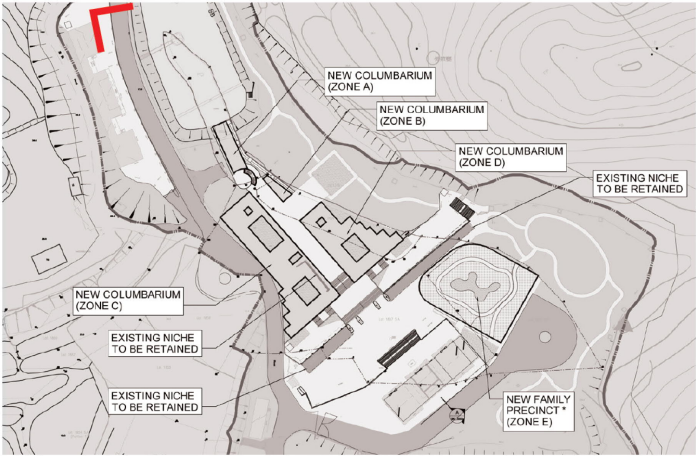 NEW COLUMBARIUM
(ZONE A)
NEW COLUMBARIUM
(ZONE B)
NEW COLUMBARIUM
(ZONE D)
EXISTING NICHE
TO BE RETAINED
NEW COLUMBARIUM
(ZONE C)
EXISTING NICHE
TO BE RETAINED
EXISTING NICHE
TO BE RETAINED
NEW FAMILY
PRECINCT *
(ZONE E)
A